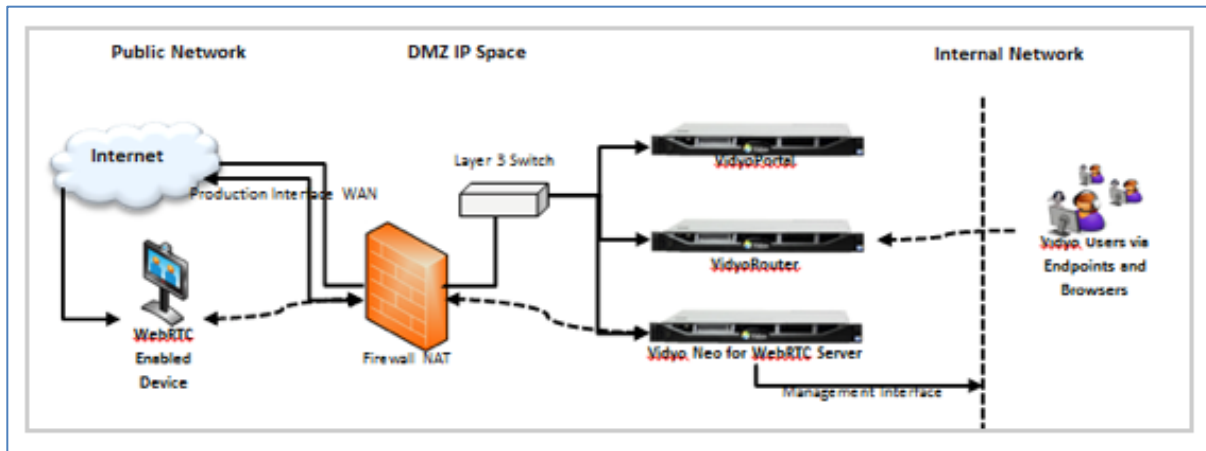 Public Network
DMZ IP Space
Internal Network
Internet
Layer 3 Switch
VidyoPortal
Production Interface WAN
VidyoRouter
Vidyo Users via
Endpoints and
Browsers
WebRTC
Enabled
Device
Firewall NAT
Vidyo Neo for WebRTC Server
Management Interface